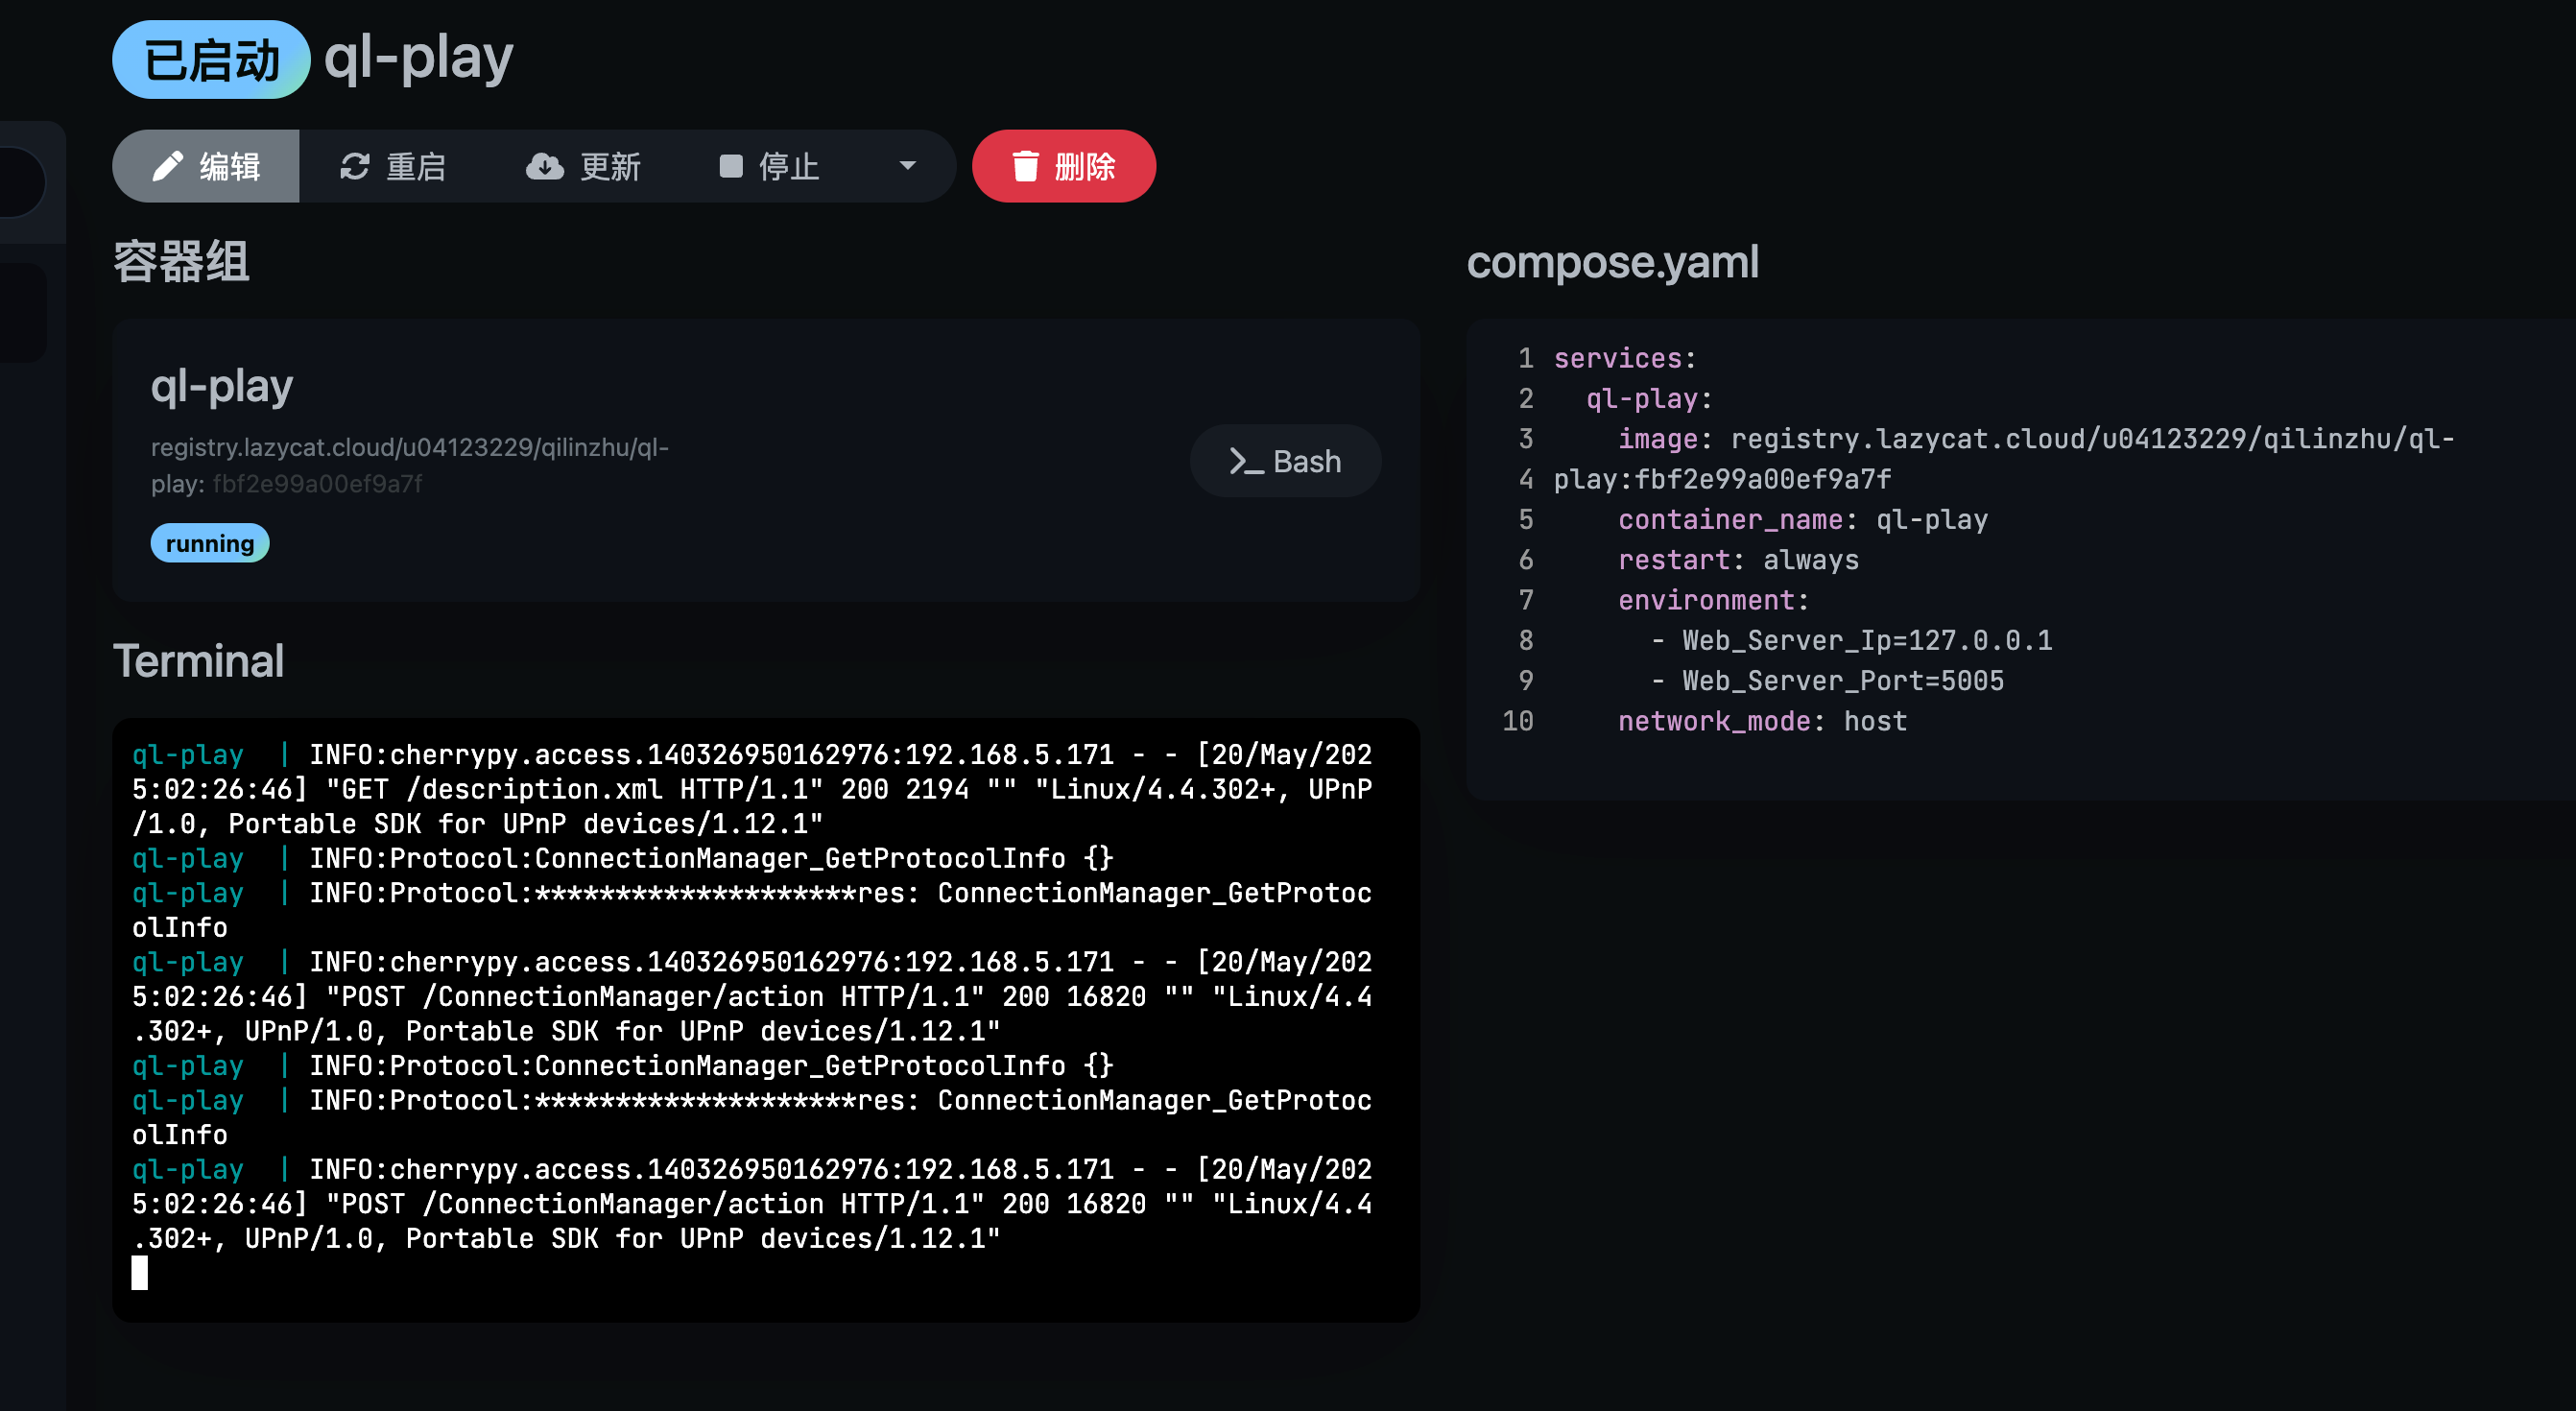 已启动 ql-play
编辑 重启 更新 停止 删除
容器组
ql-play
registry.lazycat.cloud/u04123229/qilinzhu/ql-
play: fbf2e99a00ef9a7f
running
>_ Bash
Terminal
ql-play  | INFO:cherrypy.access.140326950162976:192.168.5.171 - - [20/May/202
5:02:26:46] "GET /description.xml HTTP/1.1" 200 2194 "" "Linux/4.4.302+, UPnP
/1.0, Portable SDK for UPnP devices/1.12.1"
ql-play  | INFO:Protocol:ConnectionManager_GetProtocolInfo {}
ql-play  | INFO:Protocol:********************res: ConnectionManager_GetProtoc
olInfo
ql-play  | INFO:cherrypy.access.140326950162976:192.168.5.171 - - [20/May/202
5:02:26:46] "POST /ConnectionManager/action HTTP/1.1" 200 16820 "" "Linux/4.4
.302+, UPnP/1.0, Portable SDK for UPnP devices/1.12.1"
ql-play  | INFO:Protocol:ConnectionManager_GetProtocolInfo {}
ql-play  | INFO:Protocol:********************res: ConnectionManager_GetProtoc
olInfo
ql-play  | INFO:cherrypy.access.140326950162976:192.168.5.171 - - [20/May/202
5:02:26:46] "POST /ConnectionManager/action HTTP/1.1" 200 16820 "" "Linux/4.4
.302+, UPnP/1.0, Portable SDK for UPnP devices/1.12.1"
compose.yaml
1 services:
2   ql-play:
3     image: registry.lazycat.cloud/u04123229/qilinzhu/ql-
4 play:fbf2e99a00ef9a7f
5     container_name: ql-play
6     restart: always
7     environment:
8       - Web_Server_Ip=127.0.0.1
9       - Web_Server_Port=5005
10     network_mode: host